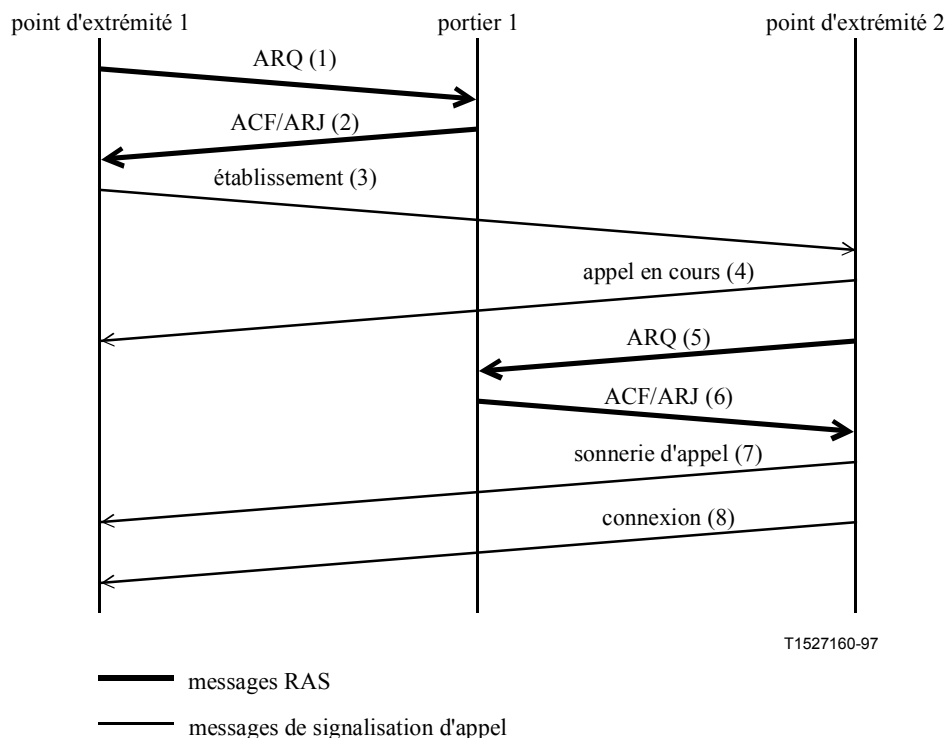 point d'extrémité 1 portier 1 point d'extrémité 2
ARQ (1)
ACF/ARJ (2)
établissement (3)
appel en cours (4)
ARQ (5)
ACF/ARJ (6)
sonnerie d'appel (7)
connexion (8)
T1527160-97
messages RAS
messages de signalisation d'appel